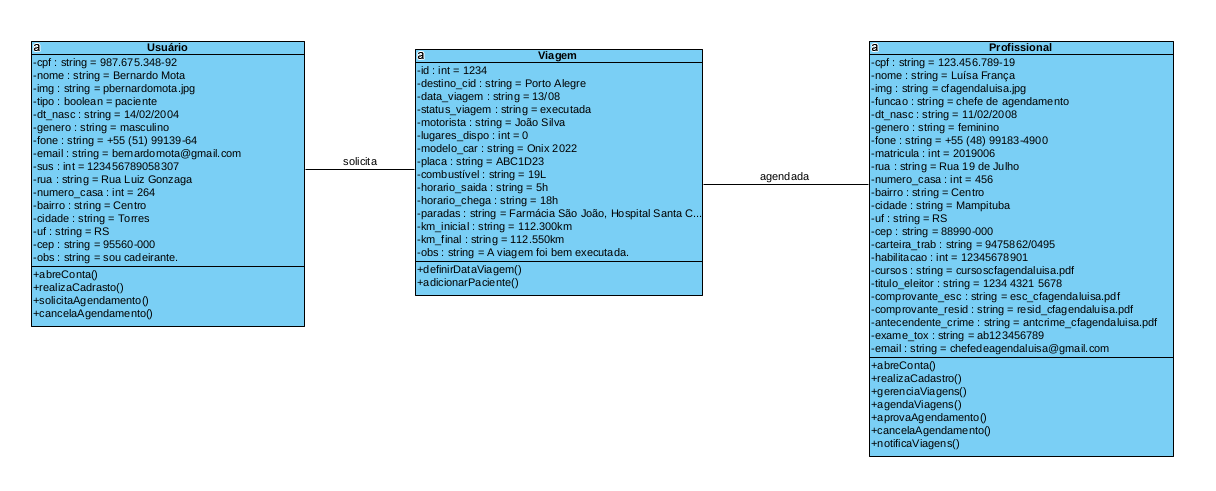 a Usuário
-cpf : string = 987.675.348-92
-nome : string = Bernardo Mota
-img : string = pbernardomota.jpg
-tipo : boolean = paciente
-dt_nasc : string = 14/02/2004
-genero : string = masculino
-fone : string = +55 (51) 99139-64
-email : string = bernardomota@gmail.com
-sus : int = 123456789058307
-rua : string = Rua Luiz Gonzaga
-numero_casa : int = 264
-bairro : string = Centro
-cidade : string = Torres
-uf : string = RS
-cep : string = 95560-000
-obs : string = sou cadeirante.
+abreConta()
+realizaCadrasto()
+solicitaAgendamento()
+cancelaAgendamento()
solicita
a Viagem
-id : int = 1234
-destino_cid : string = Porto Alegre
-data_viagem : string = 13/08
-status_viagem : string = executada
-motorista : string = João Silva
-lugares_dispo : int = 0
-modelo_car : string = Onix 2022
-placa : string = ABC1D23
-combustível : string = 19L
-horario_saida : string = 5h
-horario_chega : string = 18h
-paradas : string = Farmácia São João, Hospital Santa C...
-km_inicial : string = 112.300km
-km_final : string = 112.550km
-obs : string = A viagem foi bem executada.
+definirDataViagem()
+adicionarPaciente()
agendada
a Profissional
-cpf : string = 123.456.789-19
-nome : string = Luísa França
-img : string = cfagendaluisa.jpg
-funcao : string = chefe de agendamento
-dt_nasc : string = 11/02/2008
-genero : string = feminino
-fone : string = +55 (48) 99183-4900
-matricula : int = 2019006
-rua : string = Rua 19 de Julho
-numero_casa : int = 456
-bairro : string = Centro
-cidade : string = Mampituba
-uf : string = RS
-cep : string = 88990-000
-carteira_trab : string = 9475862/0495
-habilitacao : int = 12345678901
-cursos : string = cursoscfagendaluisa.pdf
-titulo_eleitor : string = 1234 4321 5678
-comprovante_esc : string = esc_cfagendaluisa.pdf
-comprovante_resid : string = resid_cfagendaluisa.pdf
-antecendente_crime : string = antcrime_cfagendaluisa.pdf
-exame_tox : string = ab123456789
-email : string = chefedeagendaluisa@gmail.com
+abreConta()
+realizaCadastro()
+gerenciaViagens()
+agendaViagens()
+aprovaAgendamento()
+cancelaAgendamento()
+notificaViagens()